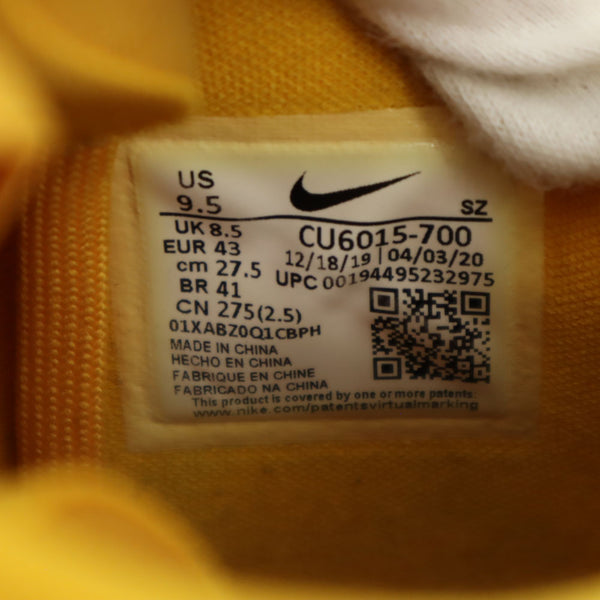 US
9.5
SZ
UK 8.5
EUR 43
cm 27.5
BR 41
CN 275(2.5)
CU6015-700
12/18/19 | 04/03/20
UPC 00194495232975
01XABZ0Q1CBPH
MADE IN CHINA
HECHO EN CHINA
FABRIQUE EN CHINE
FABRICADO NA CHINA
This product is covered by one or more patents:
www.nike.com/patentsvirtualmarking